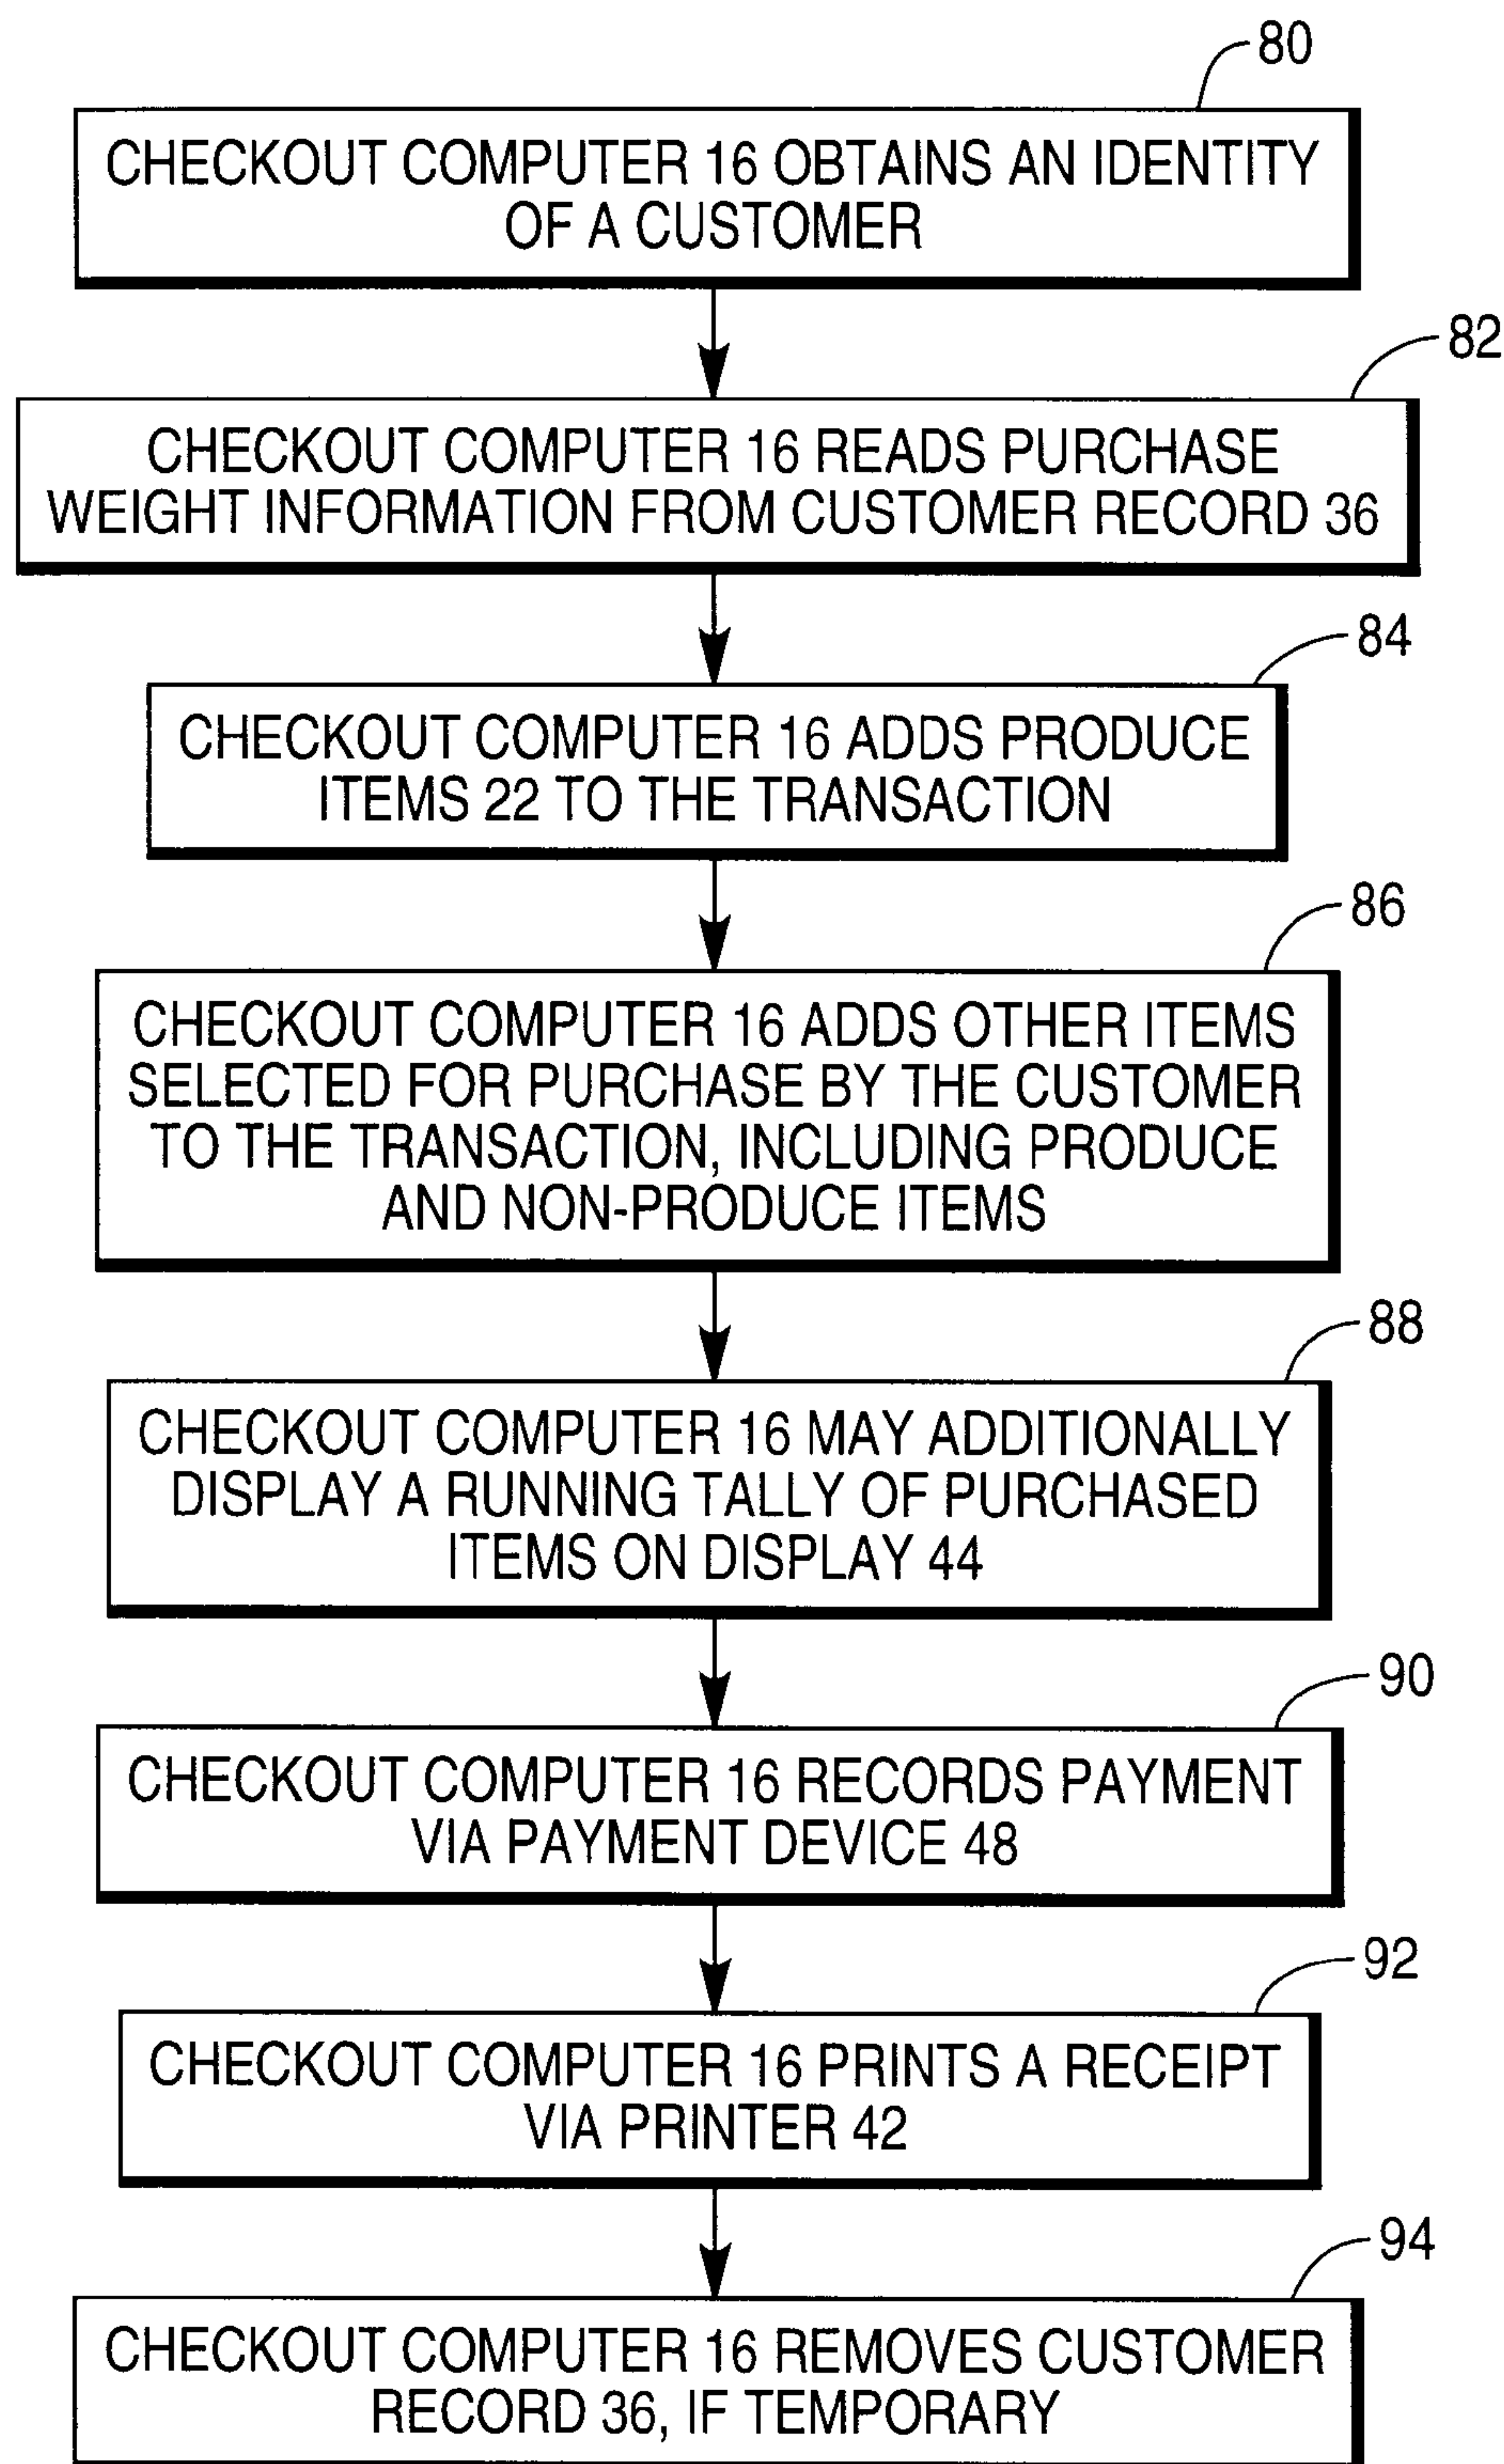 80
CHECKOUT COMPUTER 16 OBTAINS AN IDENTITY
OF A CUSTOMER
82
CHECKOUT COMPUTER 16 READS PURCHASE
WEIGHT INFORMATION FROM CUSTOMER RECORD 36
84
CHECKOUT COMPUTER 16 ADDS PRODUCE
ITEMS 22 TO THE TRANSACTION
86
CHECKOUT COMPUTER 16 ADDS OTHER ITEMS
SELECTED FOR PURCHASE BY THE CUSTOMER
TO THE TRANSACTION, INCLUDING PRODUCE
AND NON-PRODUCE ITEMS
88
CHECKOUT COMPUTER 16 MAY ADDITIONALLY
DISPLAY A RUNNING TALLY OF PURCHASED
ITEMS ON DISPLAY 44
90
CHECKOUT COMPUTER 16 RECORDS PAYMENT
VIA PAYMENT DEVICE 48
92
CHECKOUT COMPUTER 16 PRINTS A RECEIPT
VIA PRINTER 42
94
CHECKOUT COMPUTER 16 REMOVES CUSTOMER
RECORD 36, IF TEMPORARY